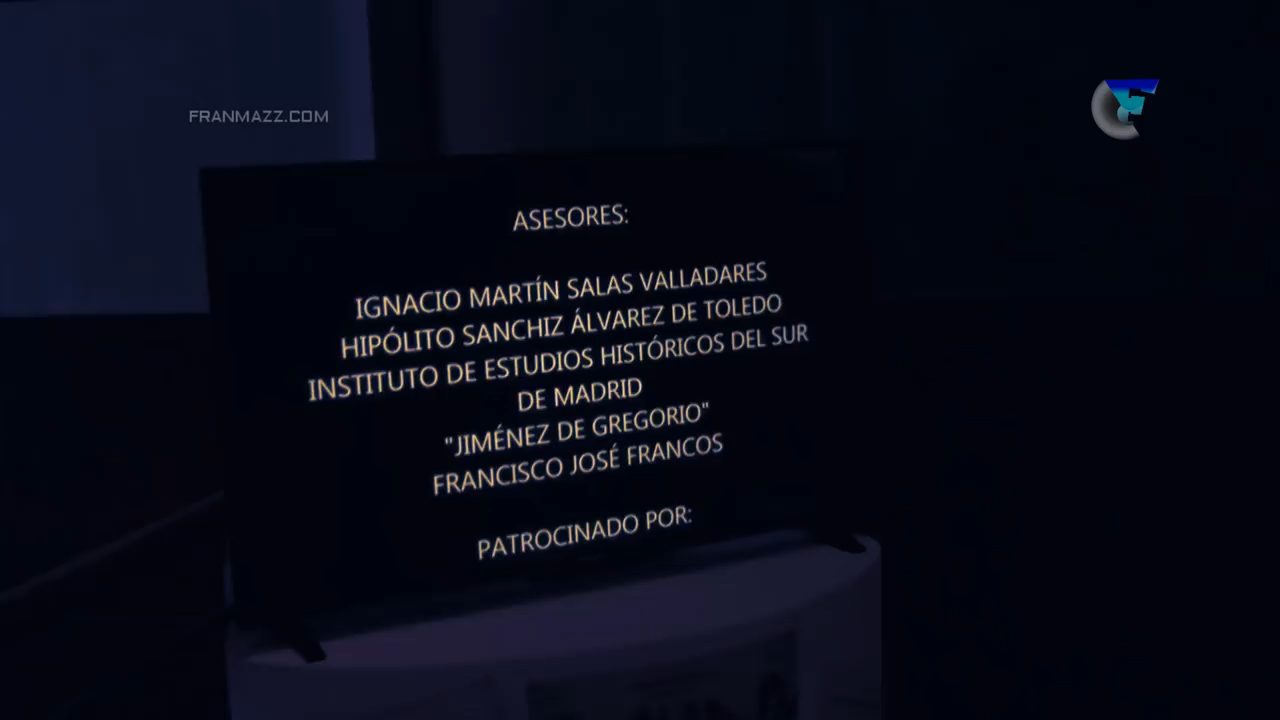 FRANMAZZ.COM
ASESORES:
IGNACIO MARTÍN SALAS VALLADARES
HIPÓLITO SANCHIZ ÁLVAREZ DE TOLEDO
INSTITUTO DE ESTUDIOS HISTÓRICOS DEL SUR
DE MADRID
"JIMÉNEZ DE GREGORIO"
FRANCISCO JOSÉ FRANCOS
PATROCINADO POR: